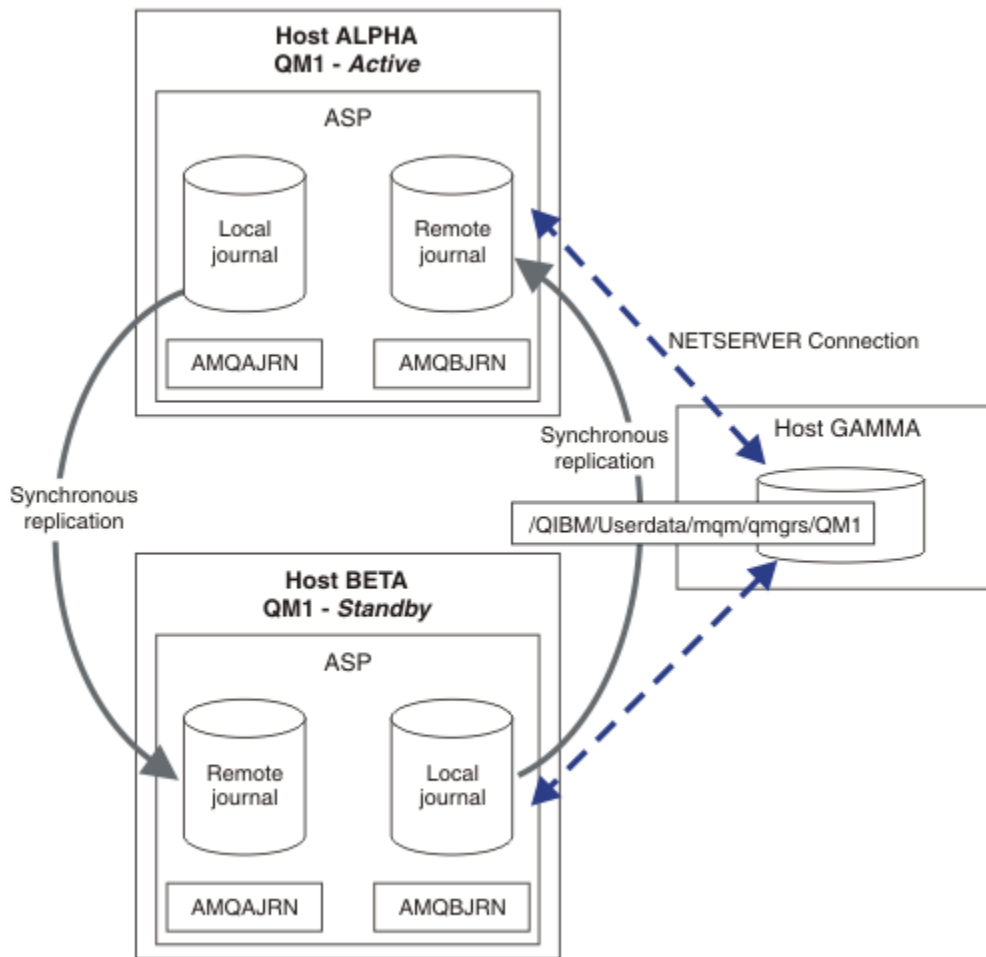 Host ALPHA
QM1 - Active
ASP
Local
journal
Remote
journal
AMQAJRN
AMQBJRN
NETSERVER Connection
Host GAMMA
/QIBM/Userdata/mqm/qmgrs/QM1
Synchronous
replication
Synchronous
replication
Host BETA
QM1 - Standby
ASP
Remote
journal
Local
journal
AMQAJRN
AMQBJRN